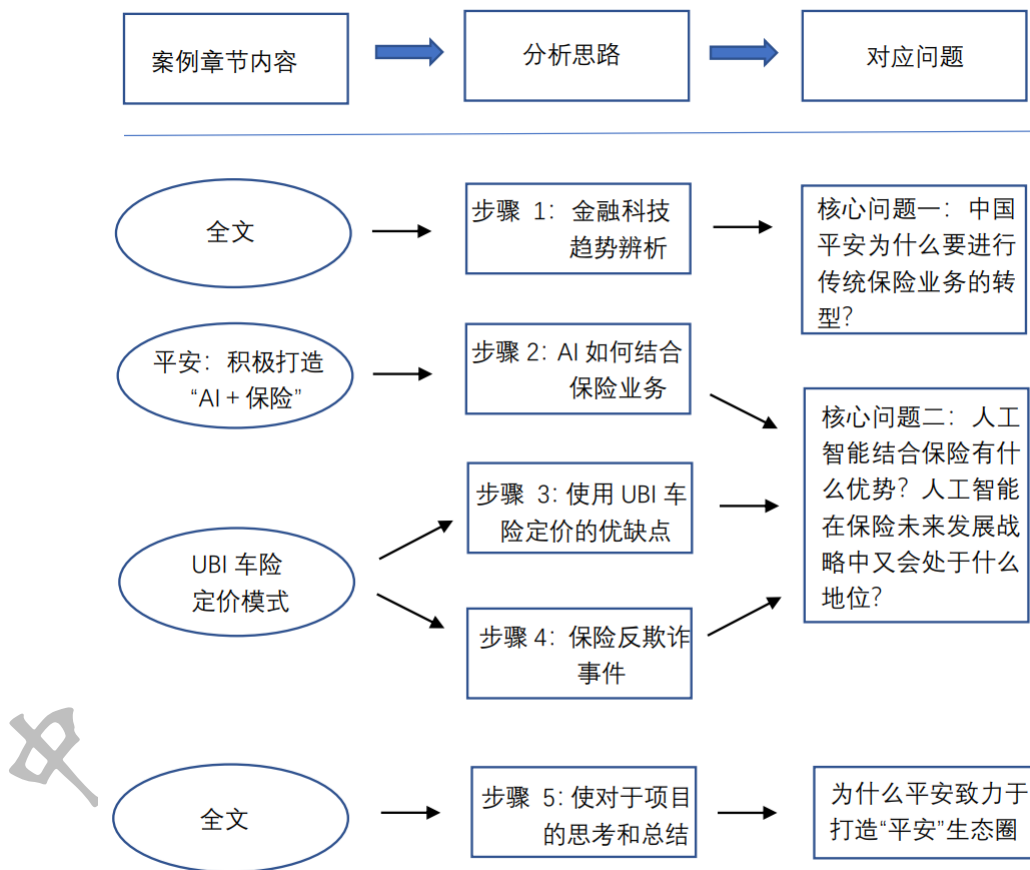 案例章节内容
分析思路
对应问题
全文
步骤 1：金融科技
趋势辨析
核心问题一：中国
平安为什么要进行
传统保险业务的转
型？
平安：积极打造
“AI + 保险”
步骤 2：AI 如何结合
保险业务
核心问题二：人工
智能结合保险有什
么优势？人工智能
在保险未来发展战
略中又会处于什么
地位？
UBI 车险
定价模式
步骤 3：使用 UBI 车
险定价的优缺点
步骤 4：保险反欺诈
事件
中
全文
步骤 5：使对于项目
的思考和总结
为什么平安致力于
打造“平安”生态圈